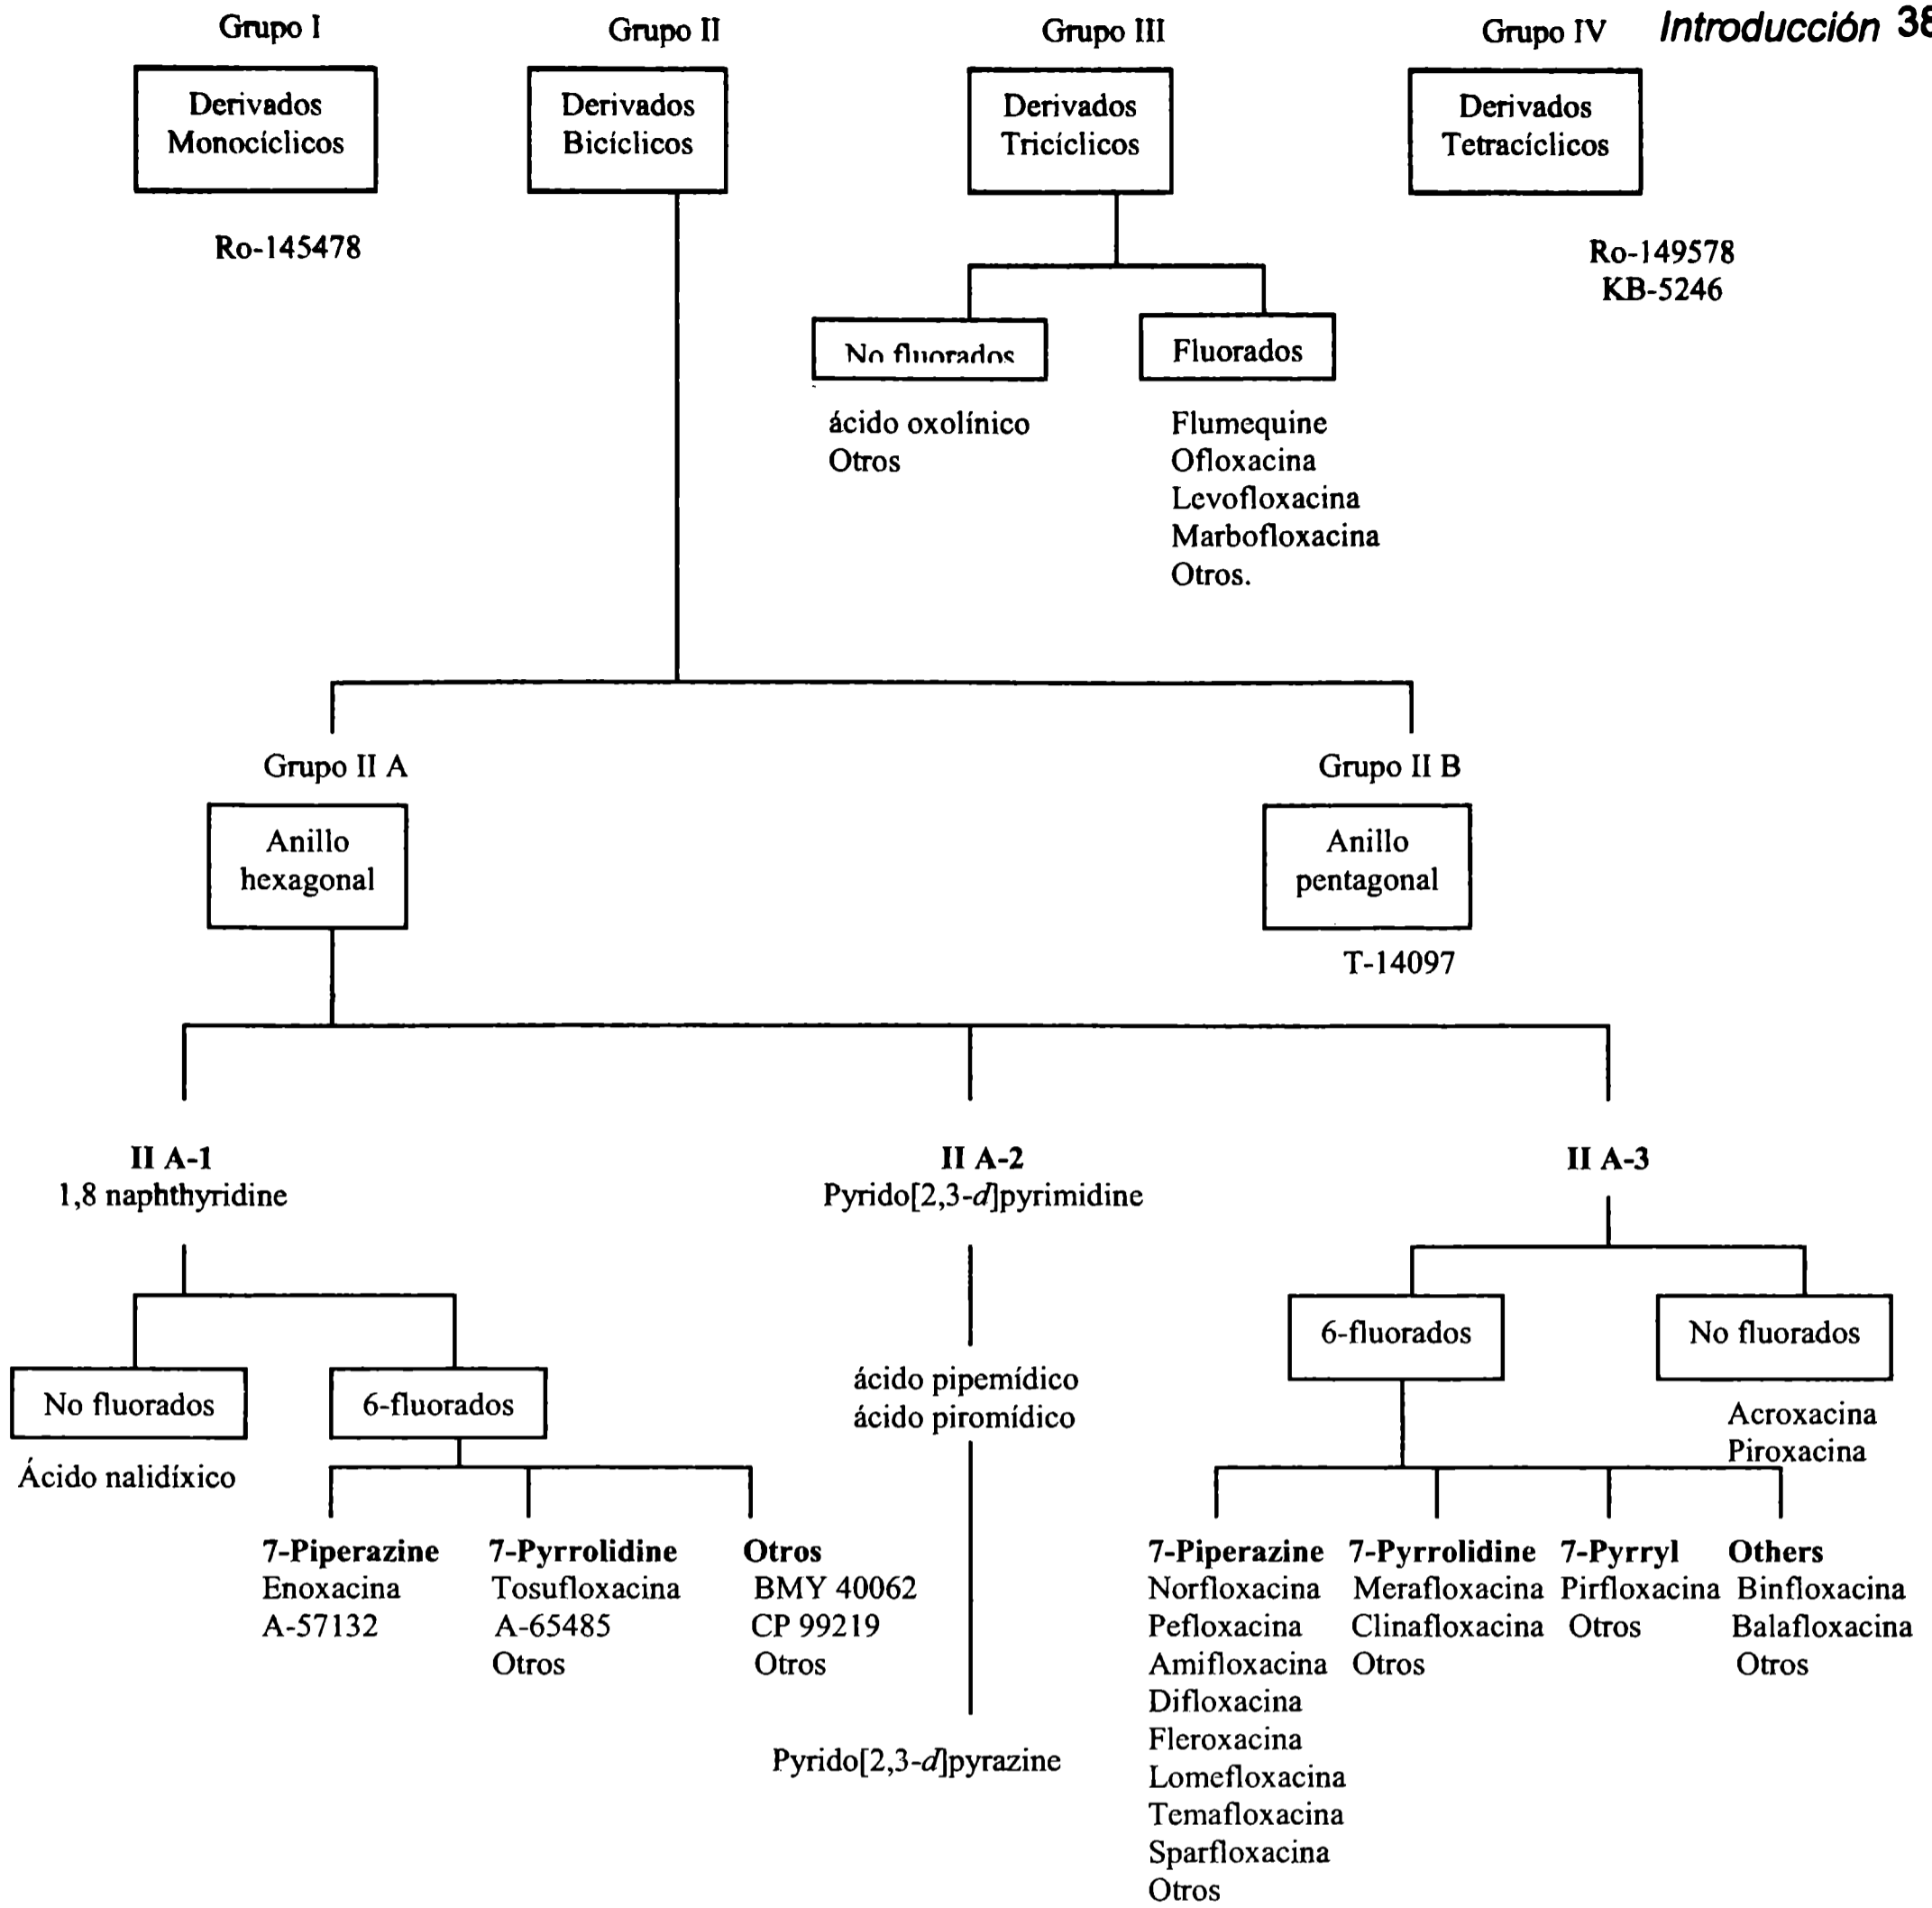 Introducción 38
Grupo I
Derivados
Monocíclicos
Ro-145478
Grupo II
Derivados
Bicíclicos
Grupo III
Derivados
Tricíclicos
No fluorados
ácido oxolínico
Otros
Fluorados
Flumequine
Ofloxacina
Levofloxacina
Marbofloxacina
Otros.
Grupo IV
Derivados
Tetracíclicos
Ro-149578
KB-5246
Grupo II A
Anillo
hexagonal
Grupo II B
Anillo
pentagonal
T-14097
II A-1
1,8 naphthyridine
No fluorados
Ácido nalidíxico
6-fluorados
7-Piperazine
Enoxacina
A-57132
7-Pyrrolidine
Tosufloxacina
A-65485
Otros
Otros
BMY 40062
CP 99219
Otros
II A-2
Pyrido[2,3-d]pyrimidine
ácido pipemídico
ácido piromídico
Pyrido[2,3-d]pyrazine
II A-3
6-fluorados
No fluorados
Acroxacina
Piroxacina
7-Piperazine
Norfloxacina
Pefloxacina
Amifloxacina
Difloxacina
Fleroxacina
Lomefloxacina
Temafloxacina
Sparfloxacina
Otros
7-Pyrrolidine
Merafloxacina
Clinafloxacina
Otros
7-Pyrryl
Pirfloxacina
Otros
Others
Binfloxacina
Balafloxacina
Otros